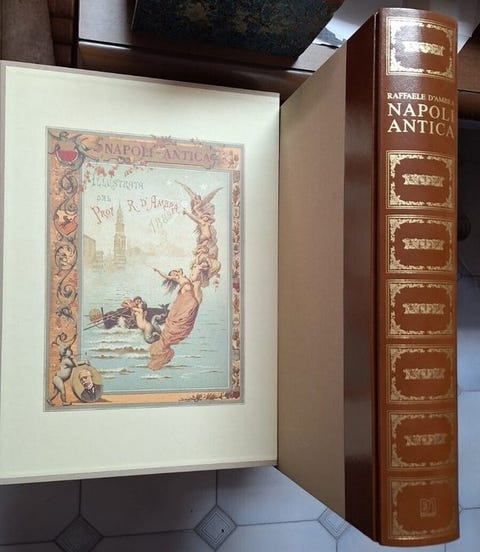 NAPOLI-ANTICA
ILLUSTRATA
DAL
PROF R. D'AMBRA
RAFFAELE D'AMBRA
NAPOLI
ANTICA